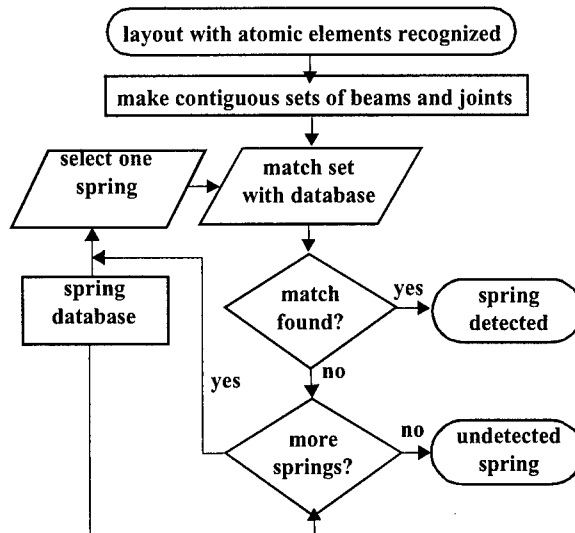 layout with atomic elements recognized
make contiguous sets of beams and joints
select one
spring
match set
with database
spring
database
match
found?
yes
spring
detected
no
yes
more
springs?
no
undetected
spring